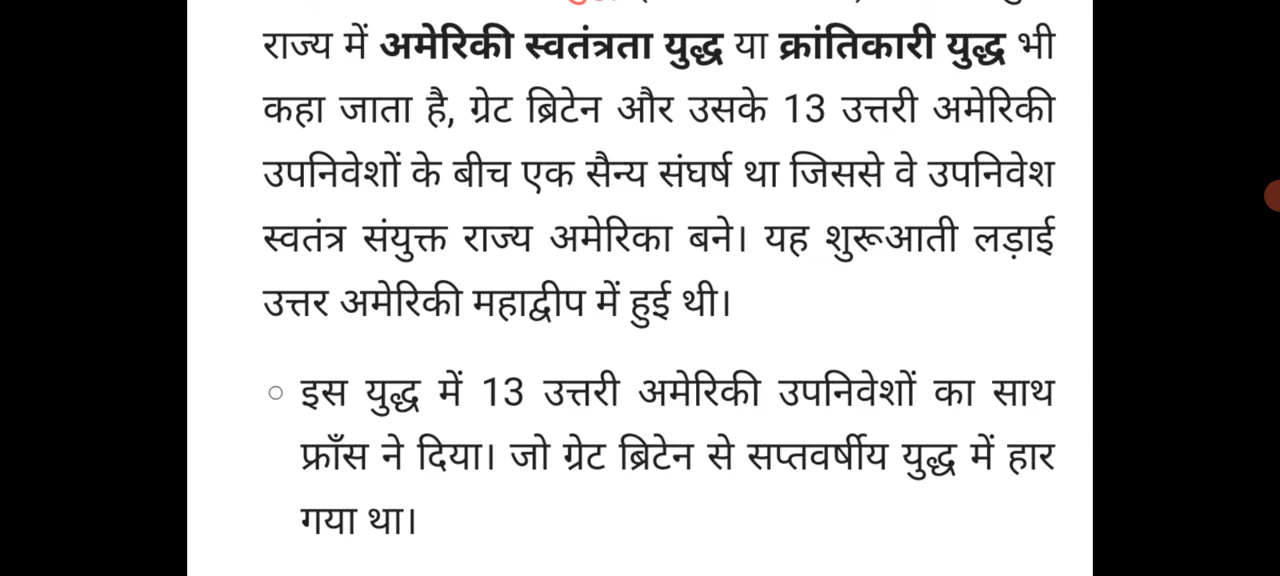 राज्य में अमेरिकी स्वतंत्रता युद्ध या क्रांतिकारी युद्ध भी
कहा जाता है, ग्रेट ब्रिटेन और उसके 13 उत्तरी अमेरिकी
उपनिवेशों के बीच एक सैन्य संघर्ष था जिससे वे उपनिवेश
स्वतंत्र संयुक्त राज्य अमेरिका बने। यह शुरूआती लड़ाई
उत्तर अमेरिकी महाद्वीप में हुई थी।
इस युद्ध में 13 उत्तरी अमेरिकी उपनिवेशों का साथ
फ्राँस ने दिया। जो ग्रेट ब्रिटेन से सप्तवर्षीय युद्ध में हार
गया था।